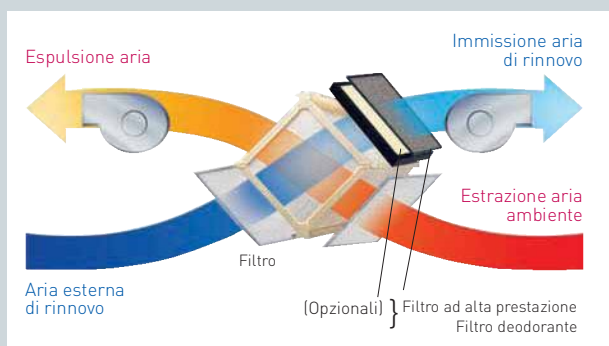 Espulsione aria
Immissione aria
di rinnovo
Estrazione aria
ambiente
Filtro
Aria esterna
di rinnovo
(Opzionali) } Filtro ad alta prestazione
Filtro deodorante